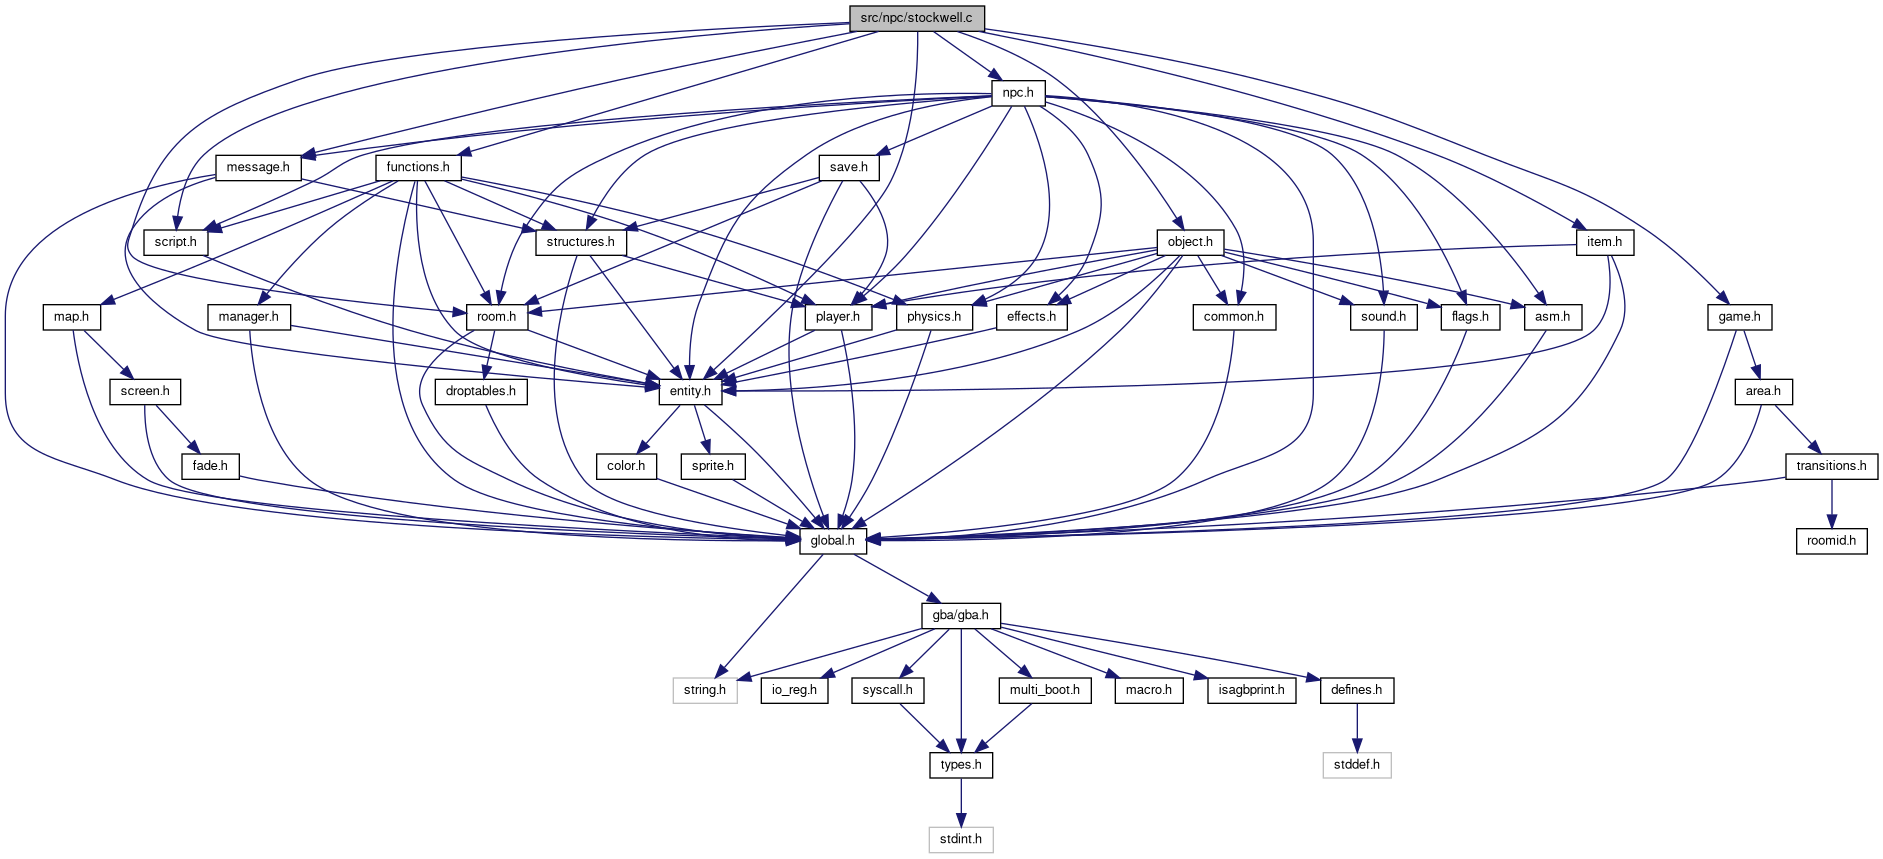 src/npc/stockwell.c
npc.h
message.h
functions.h
save.h
script.h
structures.h
object.h
item.h
map.h
manager.h
room.h
player.h
physics.h
effects.h
common.h
sound.h
flags.h
asm.h
game.h
screen.h
droptables.h
entity.h
area.h
fade.h
color.h
sprite.h
transitions.h
global.h
roomid.h
gba/gba.h
string.h
io_reg.h
syscall.h
multi_boot.h
macro.h
isagbprint.h
defines.h
types.h
stddef.h
stdint.h